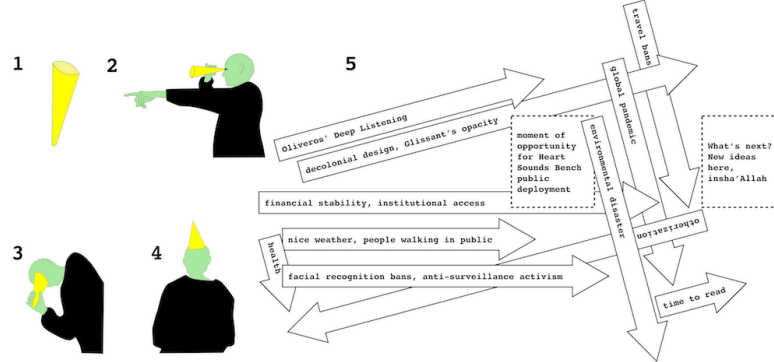 1
2
5
travel bans
global pandemic
Oliveros' Deep Listening
decolonial design, Glissant's opacity
environmental disaster
moment of
opportunity
for Heart
Sounds Bench
public
deployment
What's next?
New ideas
here,
insha'Allah
financial stability, institutional access
otherization
3
4
health
nice weather, people walking in public
facial recognition bans, anti-surveillance activism
time to read